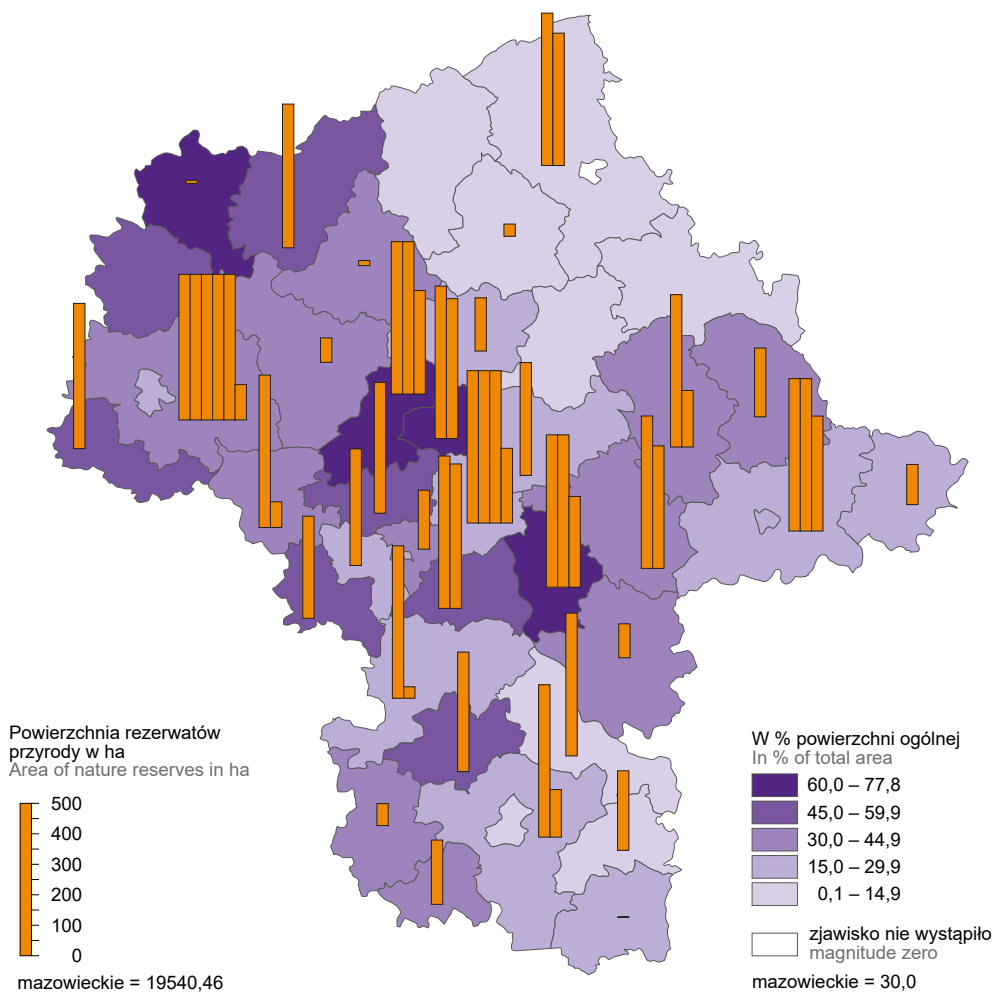 Powierzchnia rezerwatów
przyrody w ha
Area of nature reserves in ha
500
400
300
200
100
0
mazowieckie = 19540,46
W % powierzchni ogólnej
In % of total area
60,0 – 77,8
45,0 – 59,9
30,0 – 44,9
15,0 – 29,9
0,1 – 14,9
zjawisko nie wystąpiło
magnitude zero
mazowieckie = 30,0